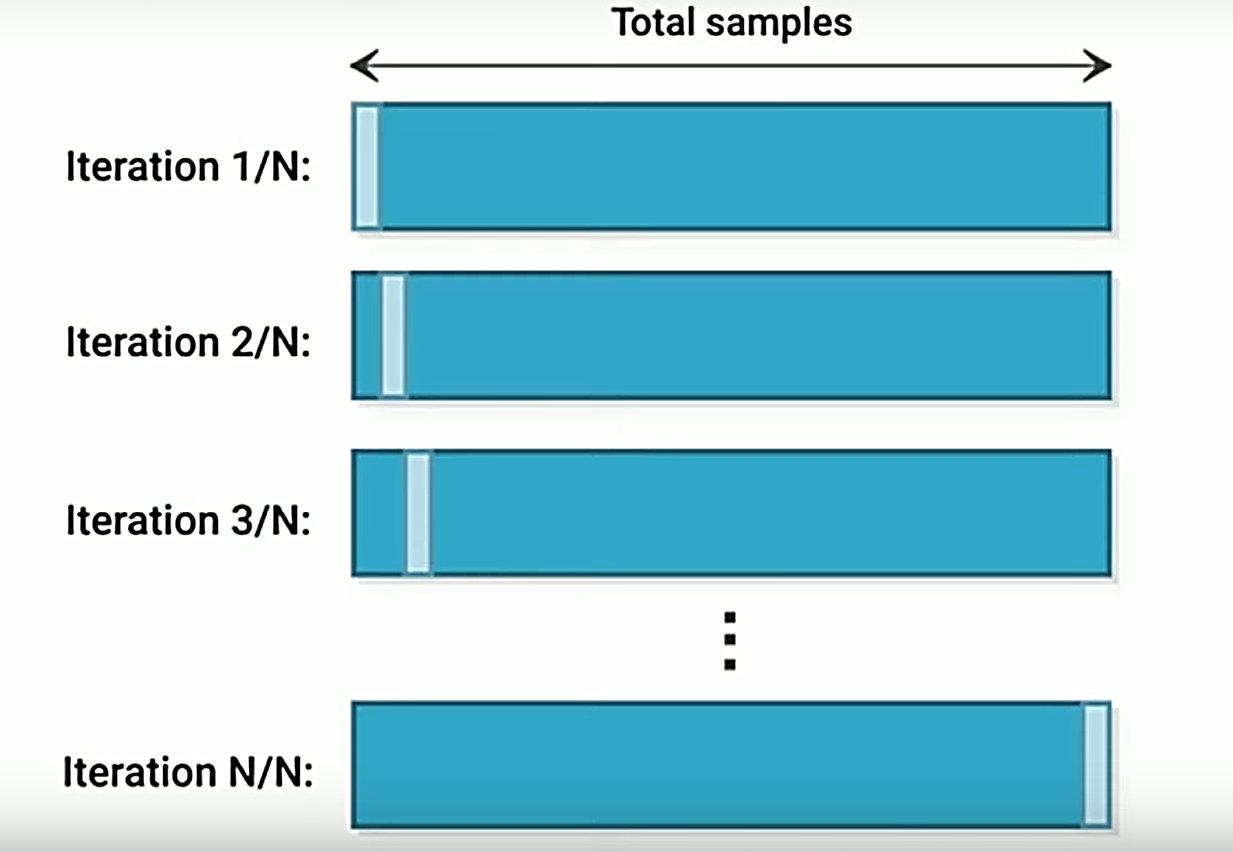 Total samples
Iteration 1/N:
Iteration 2/N:
Iteration 3/N:
Iteration N/N: